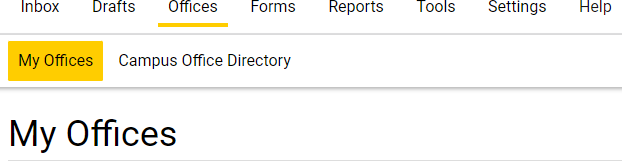 Inbox Drafts Offices Forms Reports Tools Settings Help
My Offices Campus Office Directory
My Offices